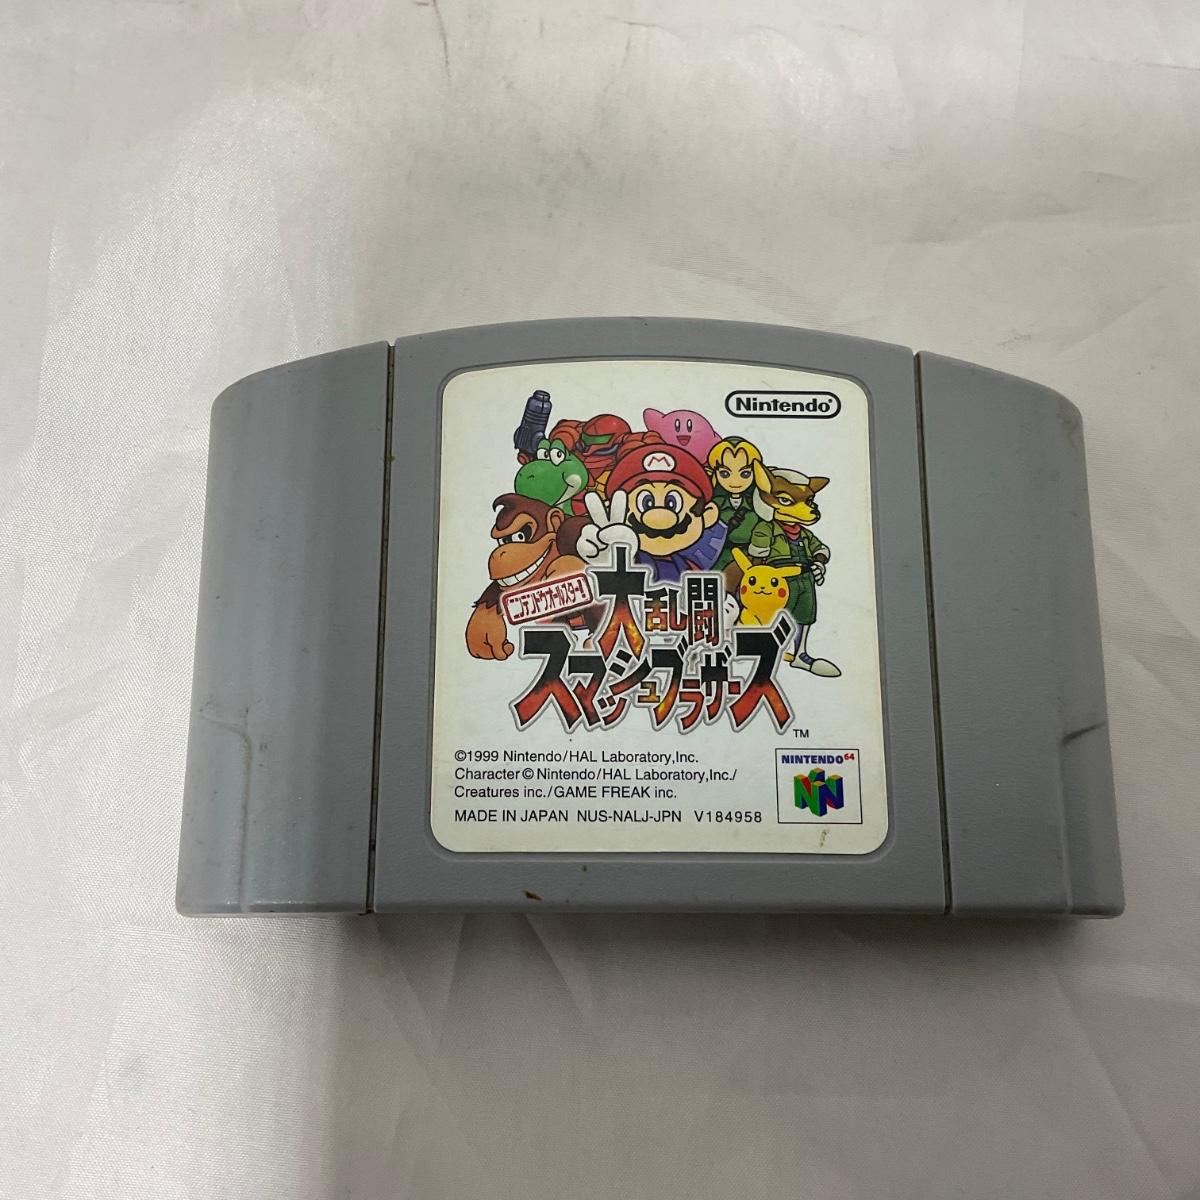 Nintendo®
M
ニンテンドウオールスター!
大乱闘
スマッシュブラザーズ
TM
©1999 Nintendo/HAL Laboratory,Inc.
Character © Nintendo/HAL Laboratory,Inc./
Creatures inc./GAME FREAK inc.
MADE IN JAPAN NUS-NALJ-JPN V184958
NINTENDO 64